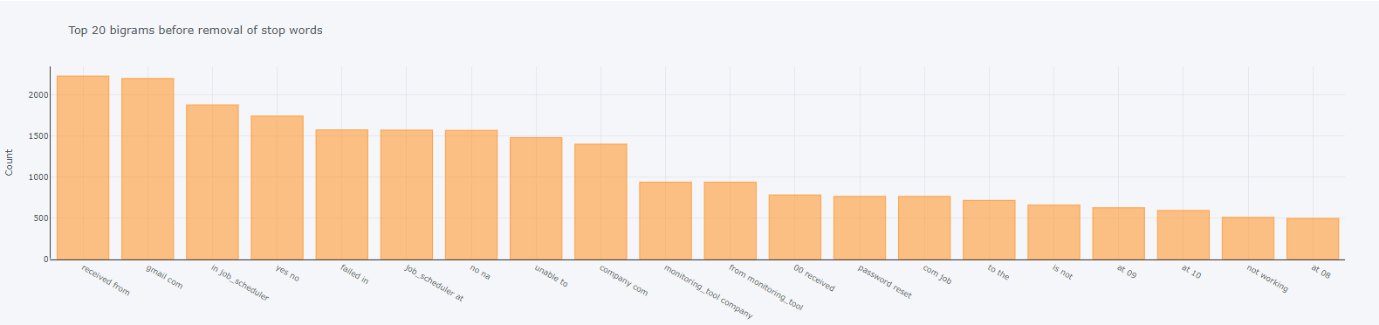 Top 20 bigrams before removal of stop words
Count
2000
1500
1000
500
0
received from
gmail com
in job_scheduler
yes no
failed in
job_scheduler at
no na
unable to
company com
monitoring_tool company
from monitoring_tool
00 received
password reset
com job
to the
is not
at 09
at 10
not working
at 08